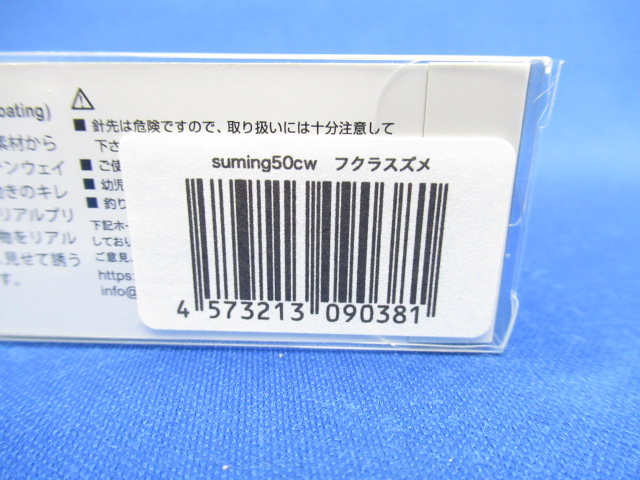 oating)
素材から
ンウェイ
動きのキレ
リアルプリ
物をリアル
見せて誘う
す。
■ 針先は危険ですので、取り扱いには十分注意して
下さ
■ ご使
■ 幼児
■ 釣り
下記ホー
しており
ご意見、
https:
info@
suming50cw フクラスズメ
4 573213 090381